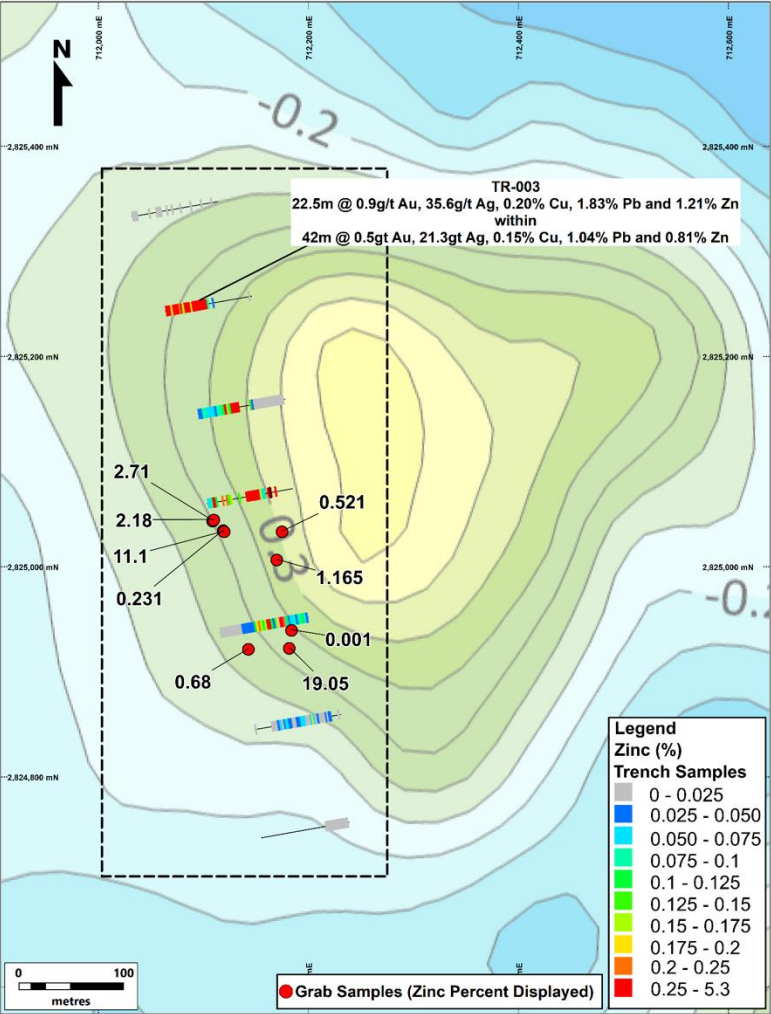 712,000 mE
712,200 mE
712,400 mE
712,600 mE
N
-0.2
2,825,400 mN
2,825,400 mN
TR-003
22.5m @ 0.9g/t Au, 35.6g/t Ag, 0.20% Cu, 1.83% Pb and 1.21% Zn
within
42m @ 0.5gt Au, 21.3gt Ag, 0.15% Cu, 1.04% Pb and 0.81% Zn
2,825,200 mN
2,825,200 mN
2.71
2.18
11.1
0.231
0.521
0.3
1.165
2,825,000 mN
2,825,000 mN
0.001
0.68
19.05
2,824,800 mN
Legend
Zinc (%)
Trench Samples
0 - 0.025
0.025 - 0.050
0.050 - 0.075
0.075 - 0.1
0.1 - 0.125
0.125 - 0.15
0.15 - 0.175
0.175 - 0.2
0.2 - 0.25
0.25 - 5.3
0 100
metres
Grab Samples (Zinc Percent Displayed)